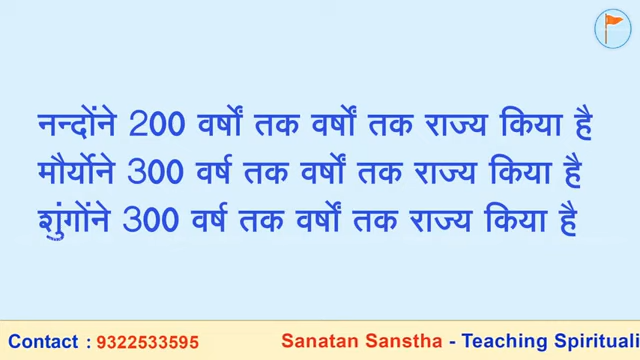 नन्दोंने 200 वर्षों तक वर्षों तक राज्य किया है
मौर्योने 300 वर्ष तक वर्षों तक राज्य किया है
शुंगोंने 300 वर्ष तक वर्षों तक राज्य किया है
Contact : 9322533595 Sanatan Sanstha - Teaching Spirituali